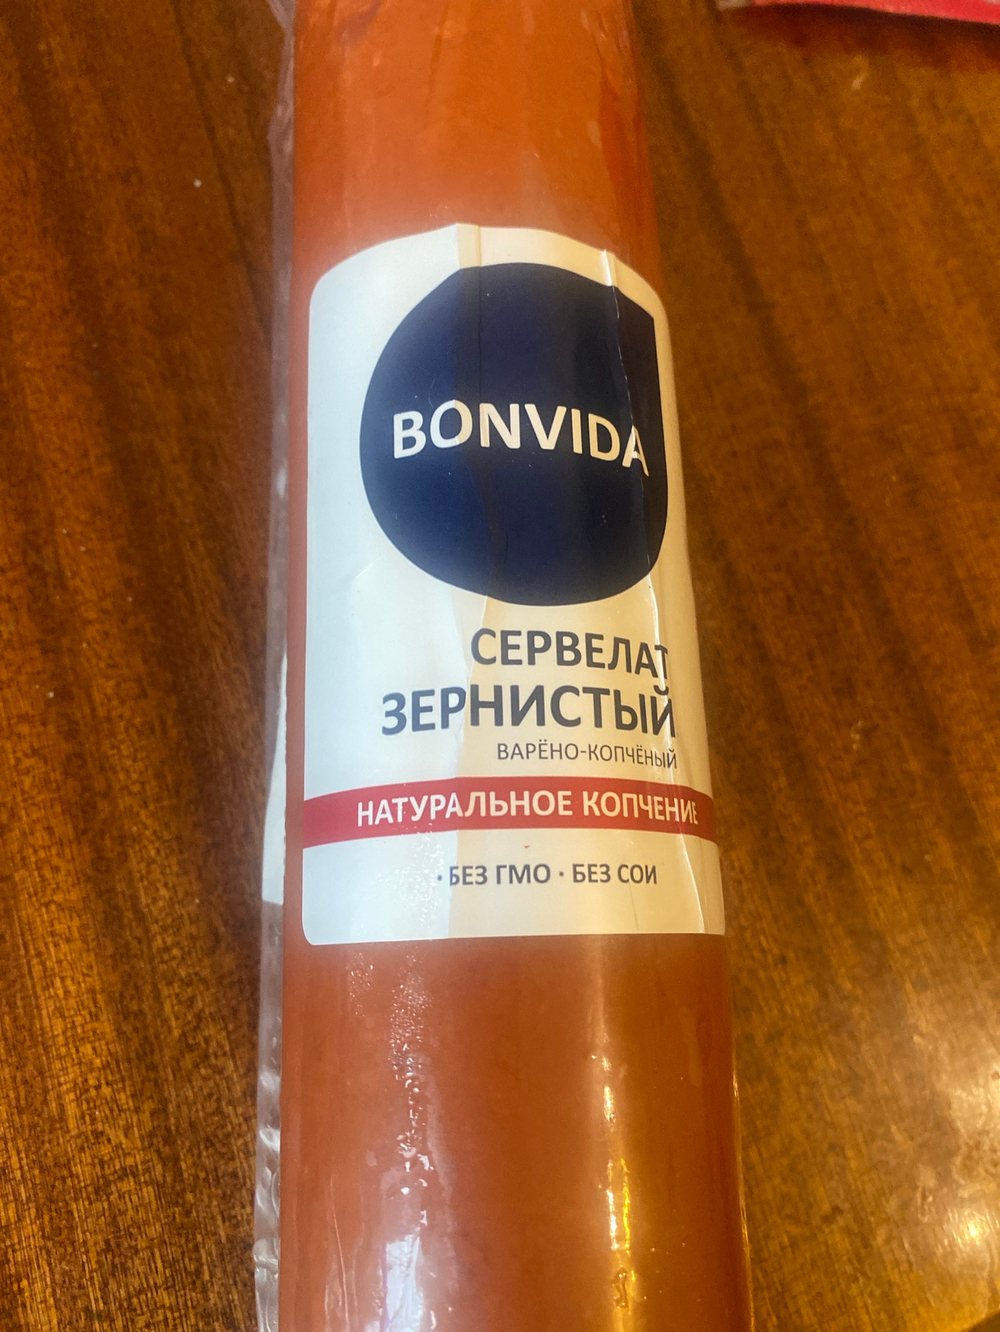 BONVIDA
СЕРВЕЛАТ
ЗЕРНИСТЫЙ
ВАРЁНО-КОПЧЁНЫЙ
НАТУРАЛЬНОЕ КОПЧЕНИЕ
· БЕЗ ГМО · БЕЗ СОИ